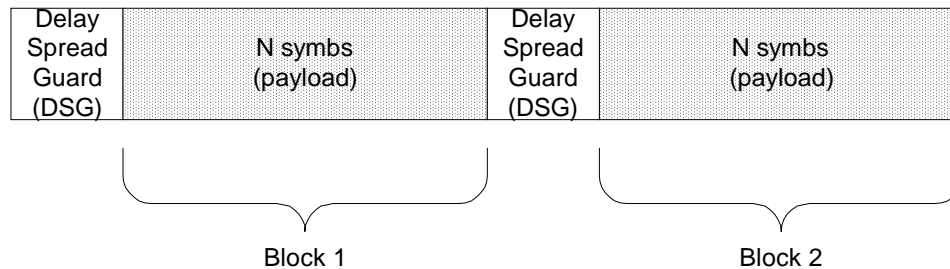 Delay
Spread
Guard
(DSG)
N symbs
(payload)
Delay
Spread
Guard
(DSG)
N symbs
(payload)
Block 1
Block 2